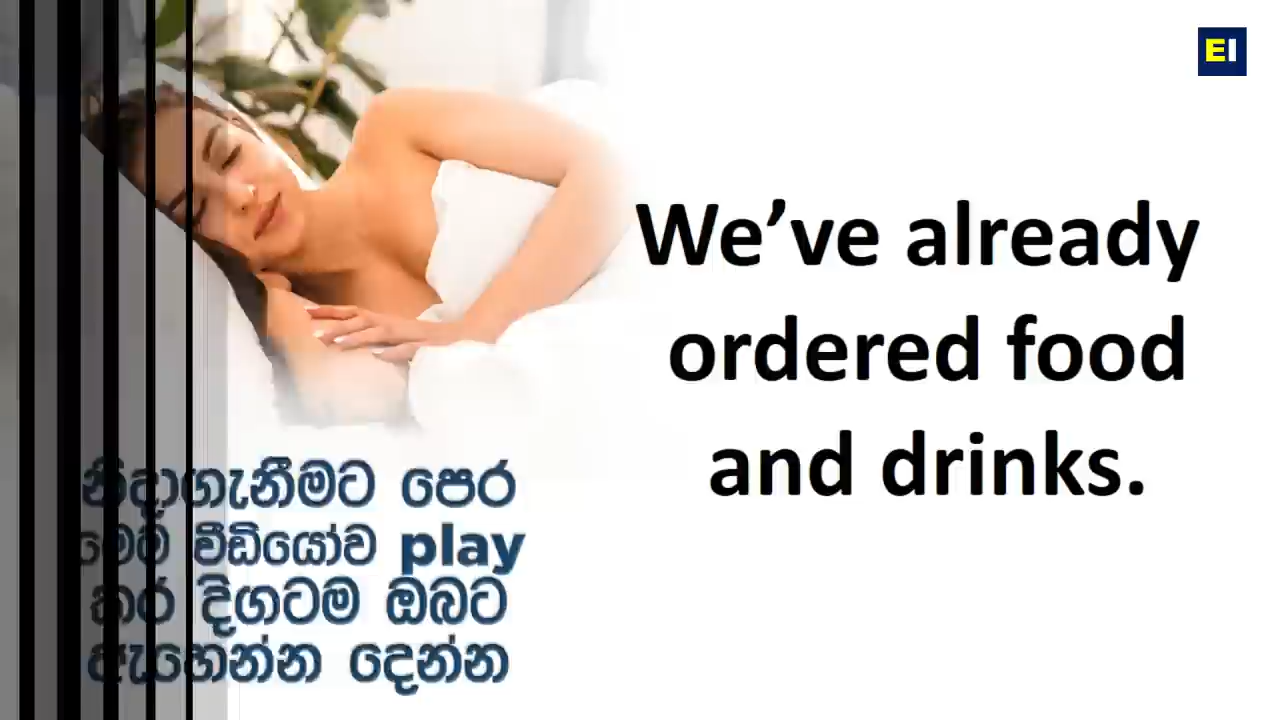 EI
We’ve already
ordered food
and drinks.
නිදාගැනීමට පෙර
මෙම වීඩියෝව play
කර දිගටම ඔබට
ඇහෙන්න දෙන්න